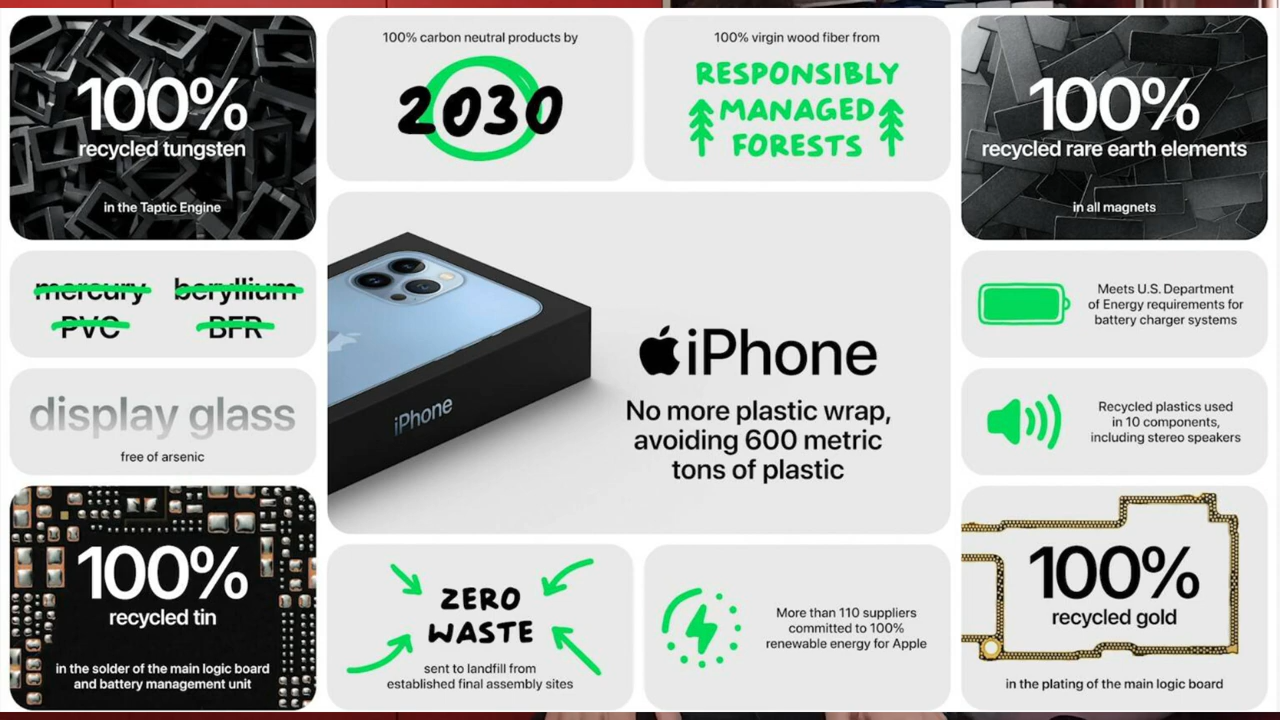 100%
recycled tungsten
in the Taptic Engine
100% carbon neutral products by
2030
100% virgin wood fiber from
RESPONSIBLY
MANAGED
FORESTS
100%
recycled rare earth elements
in all magnets
mercury beryllium
PVC BFR
display glass
free of arsenic
iPhone
iPhone
No more plastic wrap,
avoiding 600 metric
tons of plastic
Meets U.S. Department
of Energy requirements for
battery charger systems
Recycled plastics used
in 10 components,
including stereo speakers
100%
recycled tin
in the solder of the main logic board
and battery management unit
ZERO
WASTE
sent to landfill from
established final assembly sites
More than 110 suppliers
committed to 100%
renewable energy for Apple
100%
recycled gold
in the plating of the main logic board